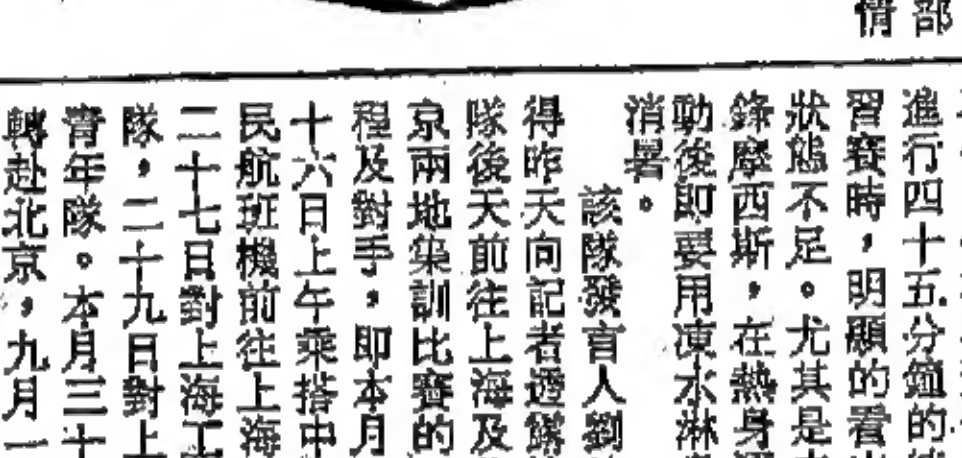 部
情
進行四十五分鐘的
習賽時，明顯的看
狀態不足。尤其是
鋒摩西斯，在熱身
動後即要用凍水淋
消暑。
該隊發言人劉
得昨天向記者透露
隊後天前往上海及
京兩地集訓比賽的
程及對手，即本月
十六日上午乘搭中
民航班機前往上海
二十七日對上海工
隊，二十九日對上
青年隊。本月三十
轉赴北京，九月一